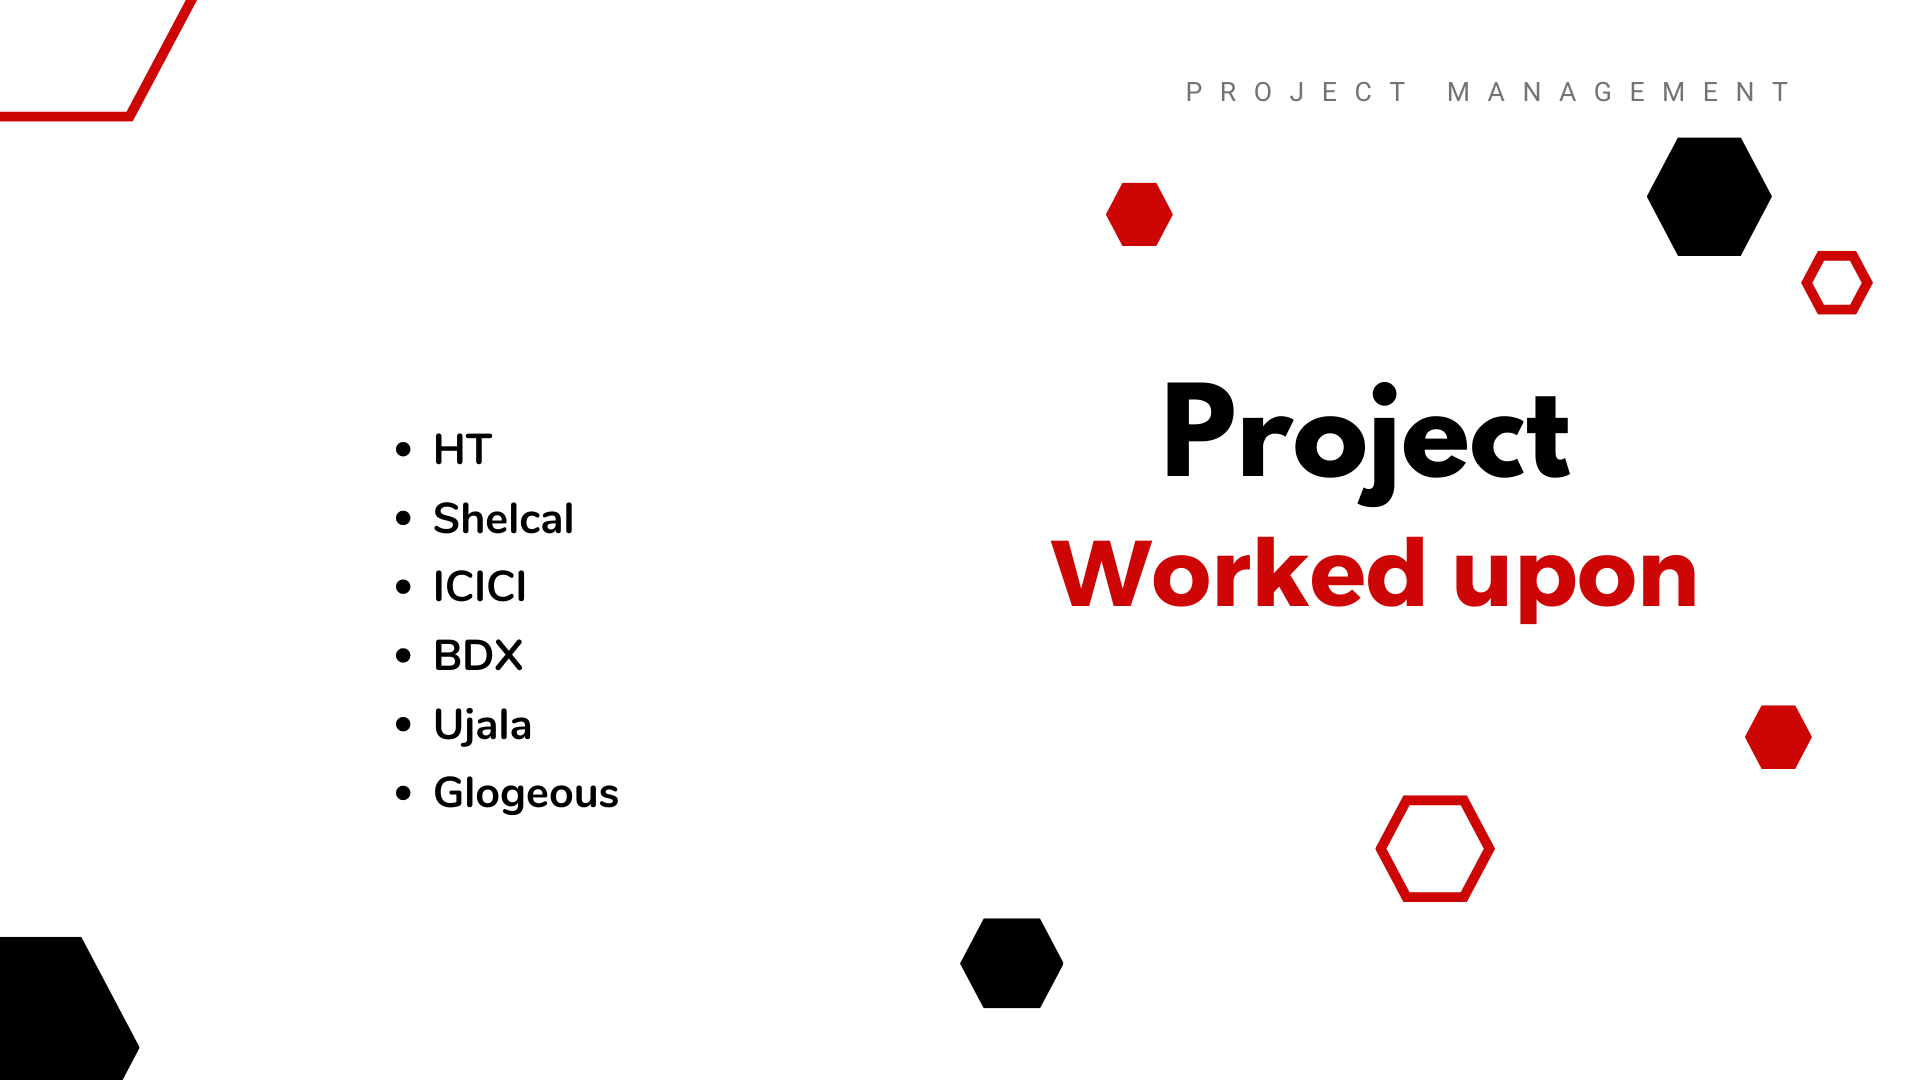 PROJECT MANAGEMENT
Project
Worked upon
• HT
• Shelcal
• ICICI
• BDX
• Ujala
• Glogeous